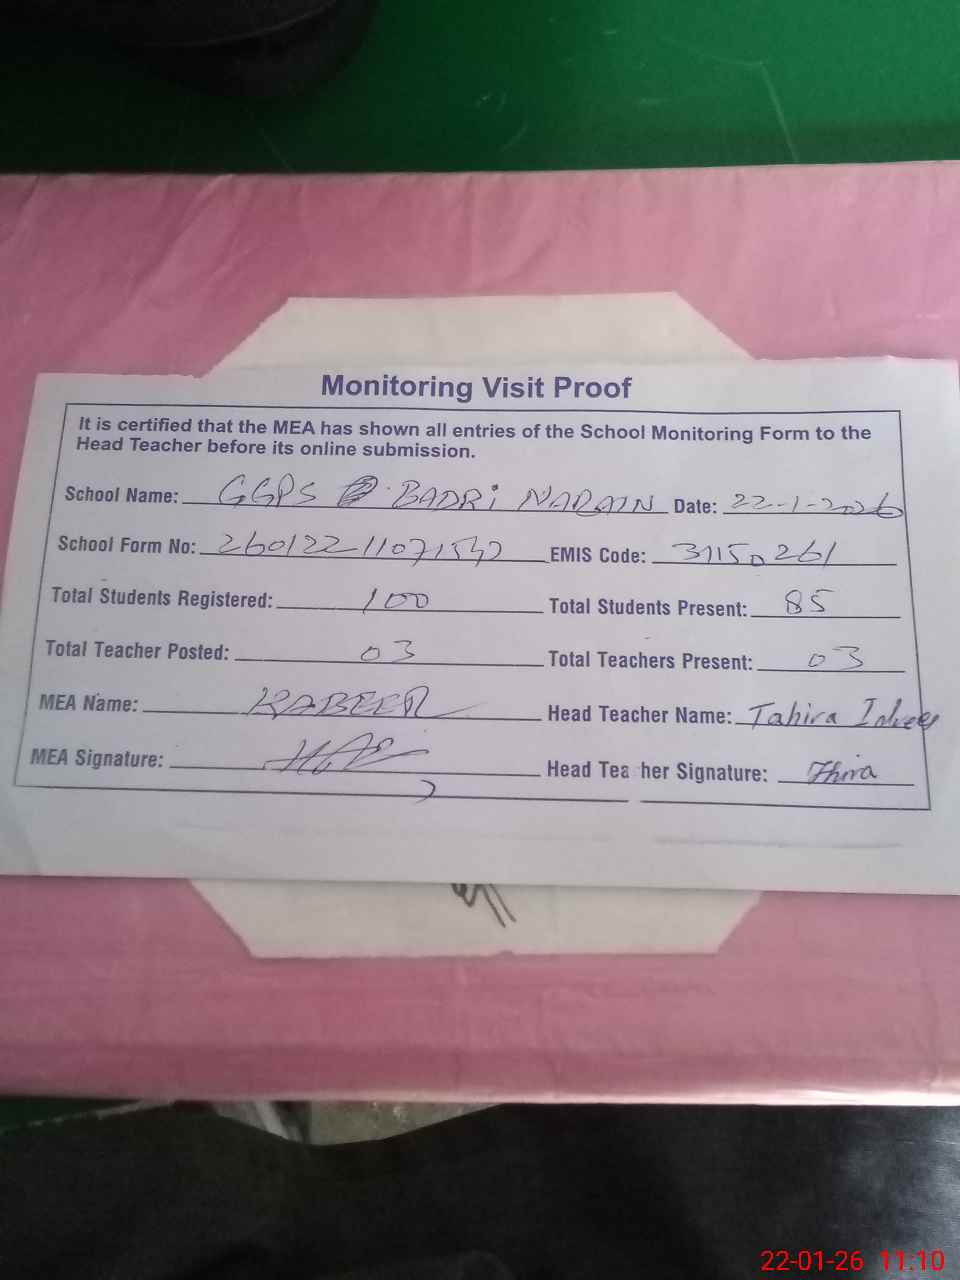 Monitoring Visit Proof
It is certified that the MEA has shown all entries of the School Monitoring Form to the
Head Teacher before its online submission.
School Name: GGPS BADRI NARAIN Date: 22-1-2026
School Form No: EMIS Code: 31150261
Total Students Registered: 100 Total Students Present: 85
Total Teacher Posted: 03 Total Teachers Present: 03
MEA Name: KABEER Head Teacher Name: Tahira
MEA Signature: Head Teacher Signature:
22-01-26 11:10